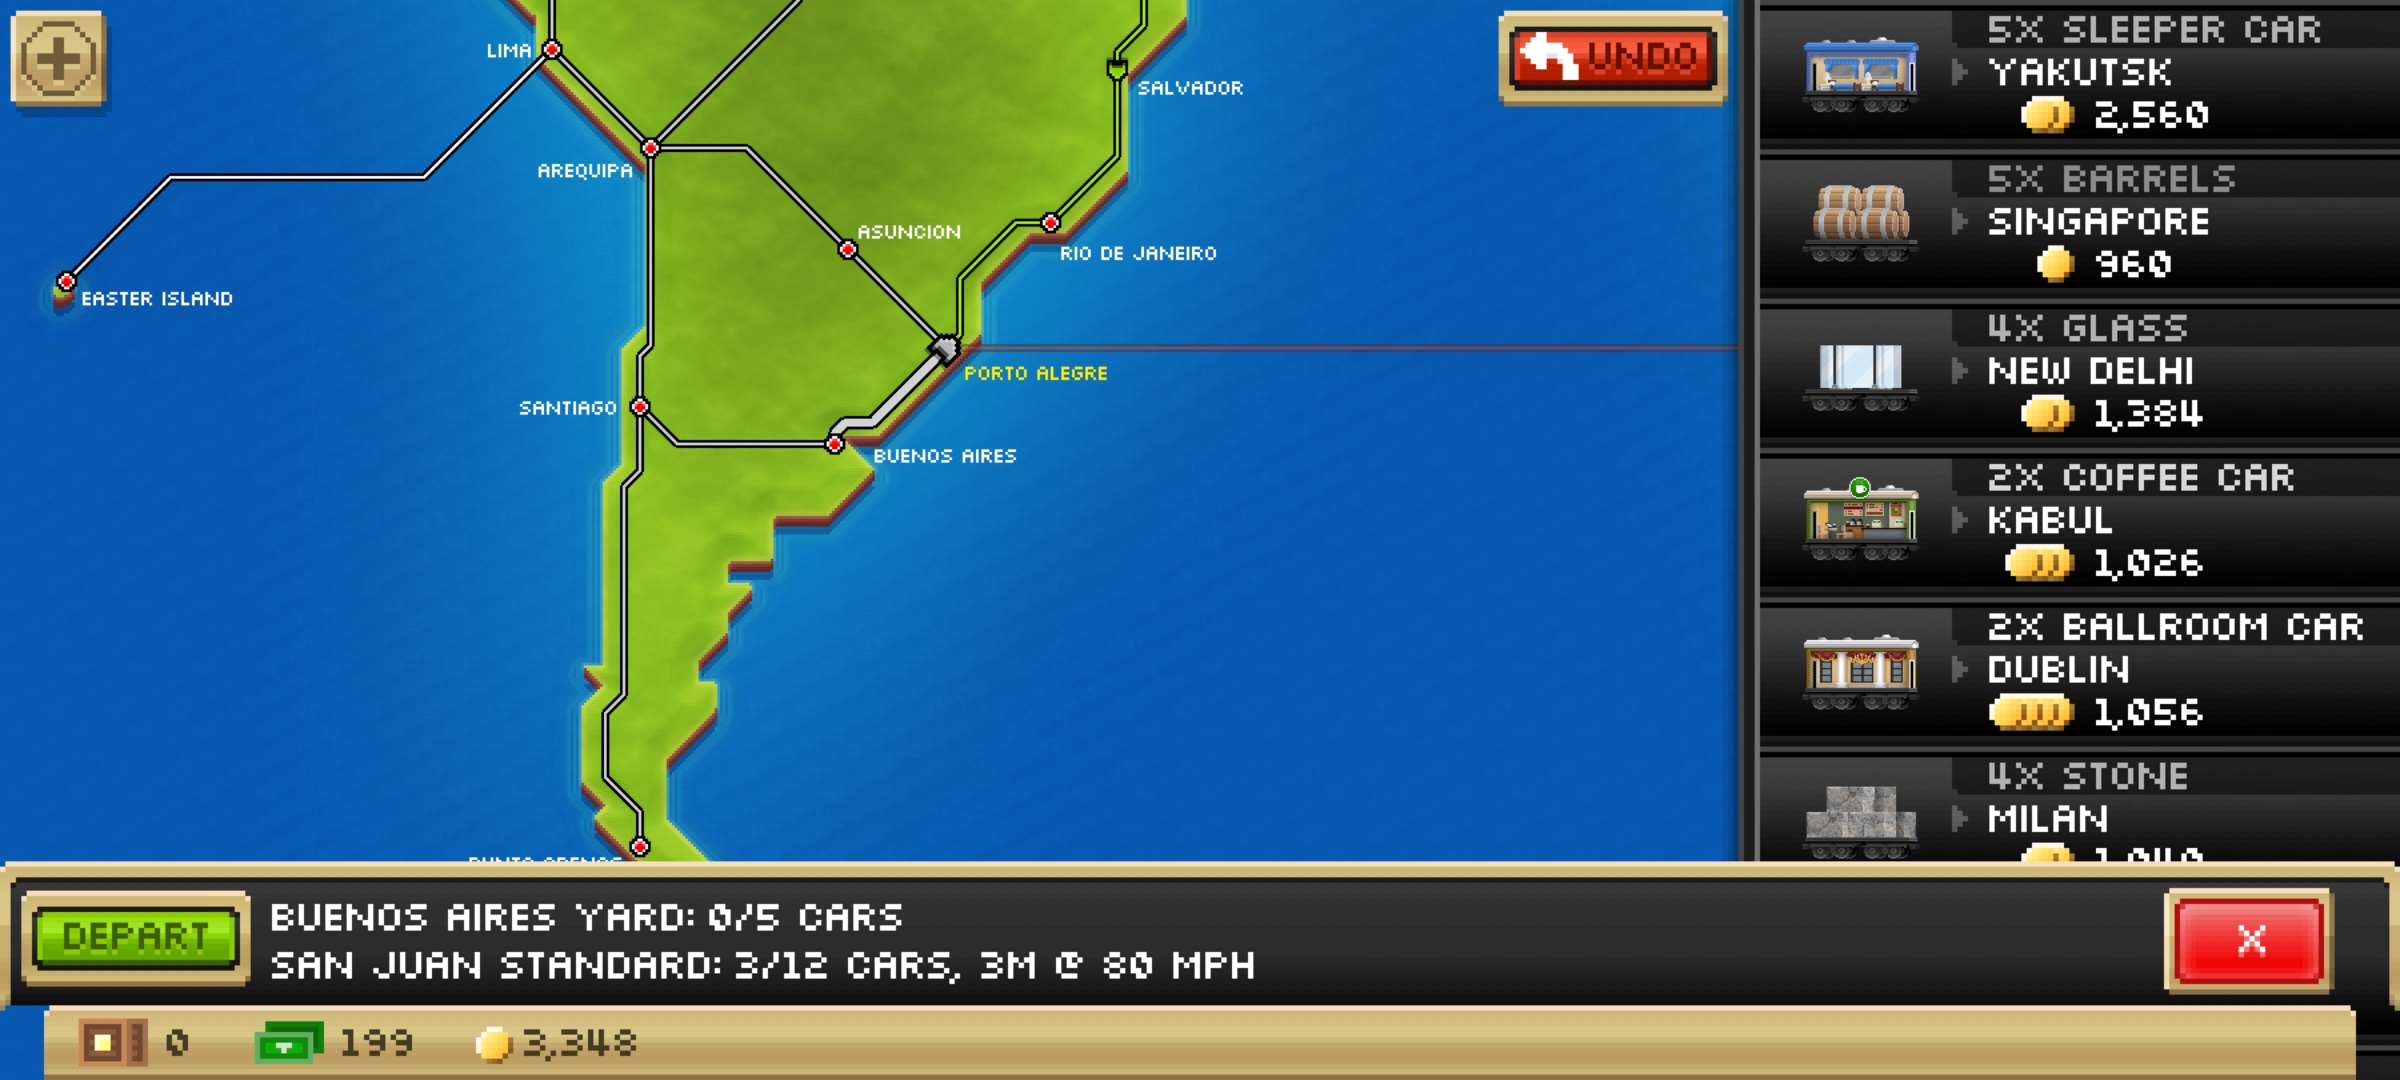 LIMA
SALVADOR
AREQUIPA
ASUNCION
RIO DE JANEIRO
EASTER ISLAND
PORTO ALEGRE
SANTIAGO
BUENOS AIRES
UNDO
5X SLEEPER CAR
YAKUTSK
2,560
5X BARRELS
SINGAPORE
960
4X GLASS
NEW DELHI
1,384
2X COFFEE CAR
KABUL
1,026
2X BALLROOM CAR
DUBLIN
1,056
4X STONE
MILAN
DEPART
BUENOS AIRES YARD: 0/5 CARS
SAN JUAN STANDARD: 3/12 CARS, 3M @ 80 MPH
X
0
199
3,348